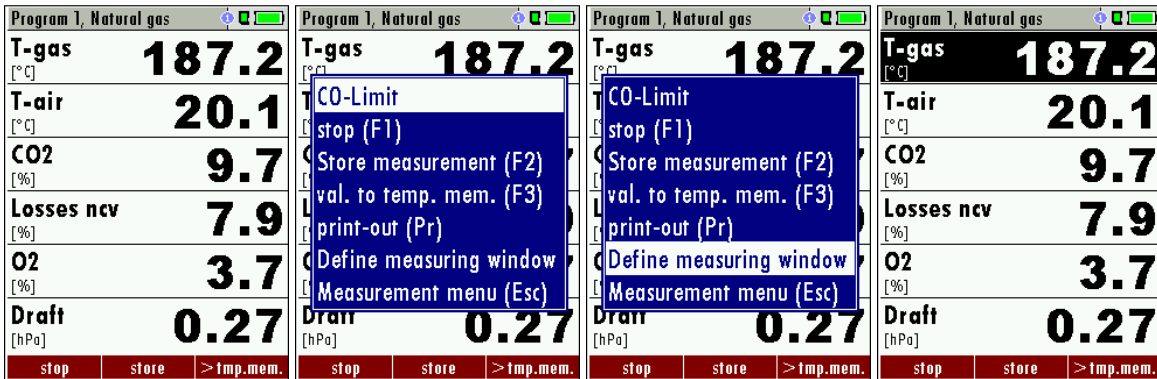 Program 1, Natural gas
T-gas 187.2
[°C]
T-air 20.1
[°C]
CO2 9.7
[%]
Losses ncv 7.9
[%]
O2 3.7
[%]
Draft 0.27
[hPa]
stop store >tmp.mem.
Program 1, Natural gas
T-gas 187.2
CO-Limit
stop (F1)
Store measurement (F2)
val. to temp. mem. (F3)
print-out (Pr)
Define measuring window
Measurement menu (Esc)
Draft 0.27
[hPa]
stop store >tmp.mem.
Program 1, Natural gas
T-gas 187.2
CO-Limit
stop (F1)
Store measurement (F2)
val. to temp. mem. (F3)
print-out (Pr)
Define measuring window
Measurement menu (Esc)
Draft 0.27
[hPa]
stop store >tmp.mem.
Program 1, Natural gas
T-gas 187.2
[°C]
T-air 20.1
[°C]
CO2 9.7
[%]
Losses ncv 7.9
[%]
O2 3.7
[%]
Draft 0.27
[hPa]
stop store >tmp.mem.